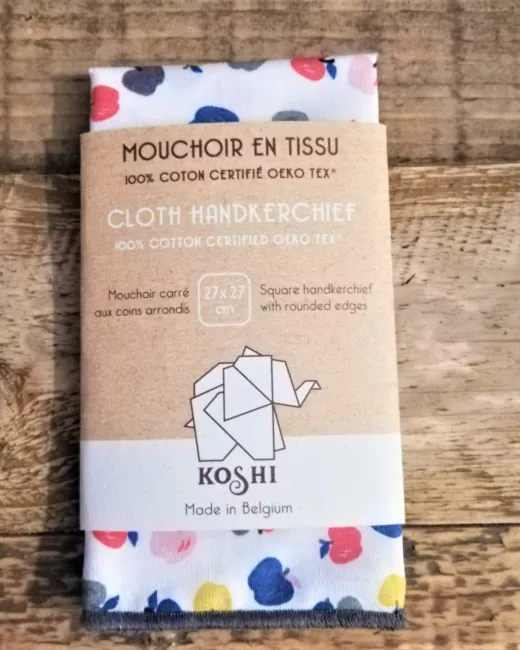 MOUCHOIR EN TISSU
100% COTON CERTIFIÉ OEKO TEX®
CLOTH HANDKERCHIEF
100% COTTON CERTIFIED OEKO TEX®
Mouchoir carré
aux coins arrondis
27 x 27
cm
Square handkerchief
with rounded edges
KOSHI
Made in Belgium